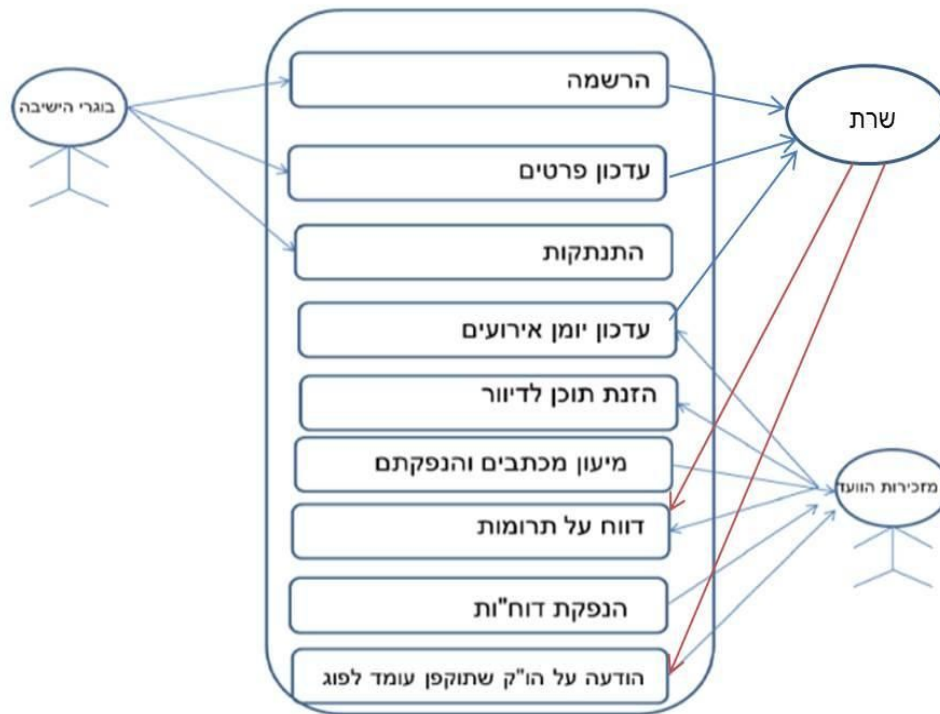 הרשמה
שרת
בוגרי הישיבה
עדכון פרטים
התנתקות
עדכון יומן אירועים
הזנת תוכן לדיוור
מיעון מכתבים והנפקתם
מזכירות הוועד
דווח על תרומות
הנפקת דוח"ות
הודעה על הו"ק שתוקפן עומד לפוג